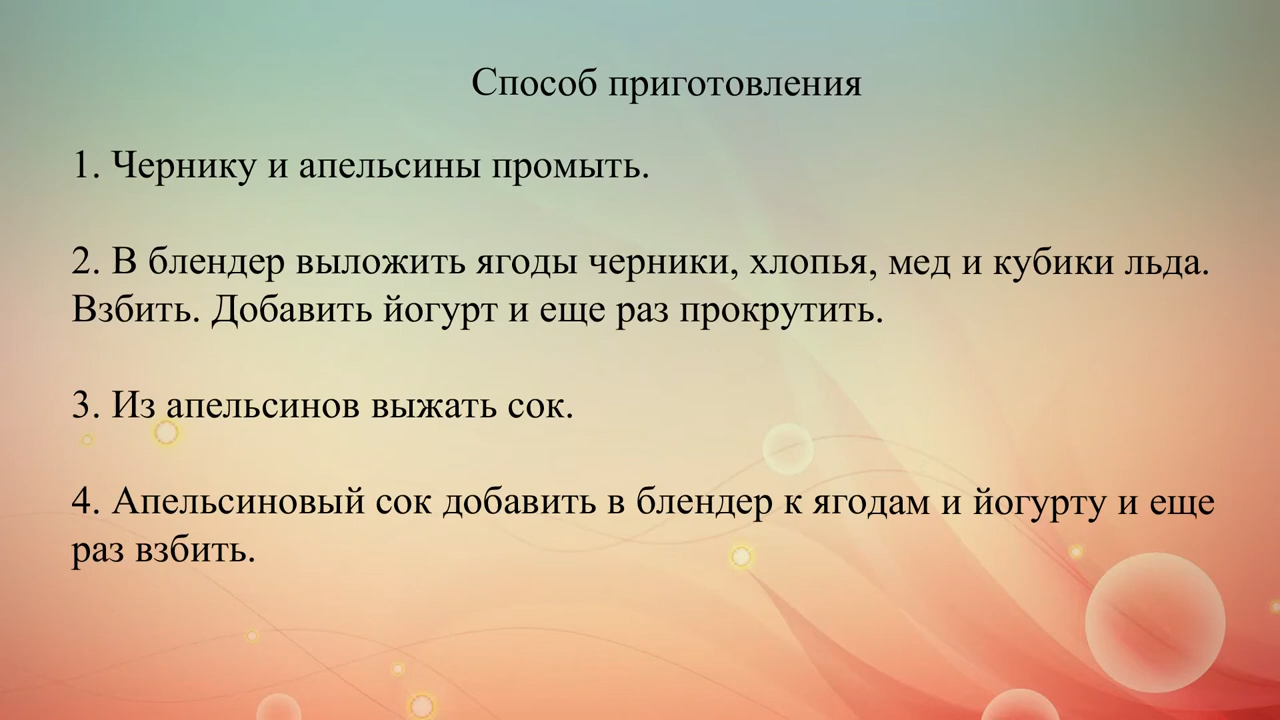 Способ приготовления
1. Чернику и апельсины промыть.
2. В блендер выложить ягоды черники, хлопья, мед и кубики льда.
Взбить. Добавить йогурт и еще раз прокрутить.
3. Из апельсинов выжать сок.
4. Апельсиновый сок добавить в блендер к ягодам и йогурту и еще
раз взбить.